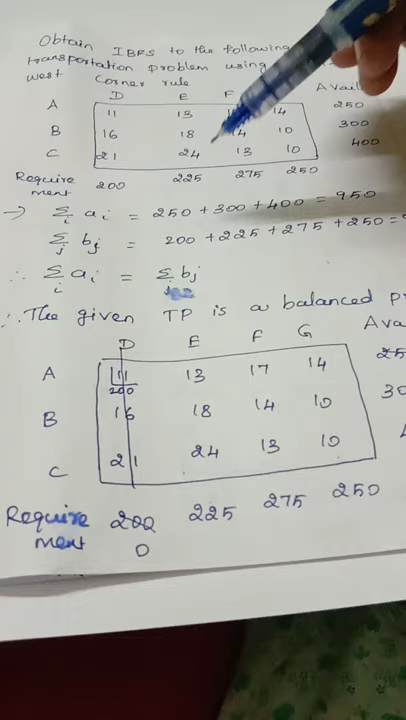 Obtain IBFS to the following
transportation problem using
west Corner rule
D E F Avail
A 11 13 14 250
B 16 18 14 10 300
C 21 24 13 10 400
Require
ment 200 225 275 250
→ Σ i ai = 250 + 300 + 400 = 950
Σ j bj = 200 + 225 + 275 + 250 =
∴ Σ i ai = Σ j bj
∴ The given TP is a balanced
D E F G Ava
A 11 200 13 17 14 25
B 16 18 14 10 30
C 21 24 13 10
Require
ment 200 225 275 250
0